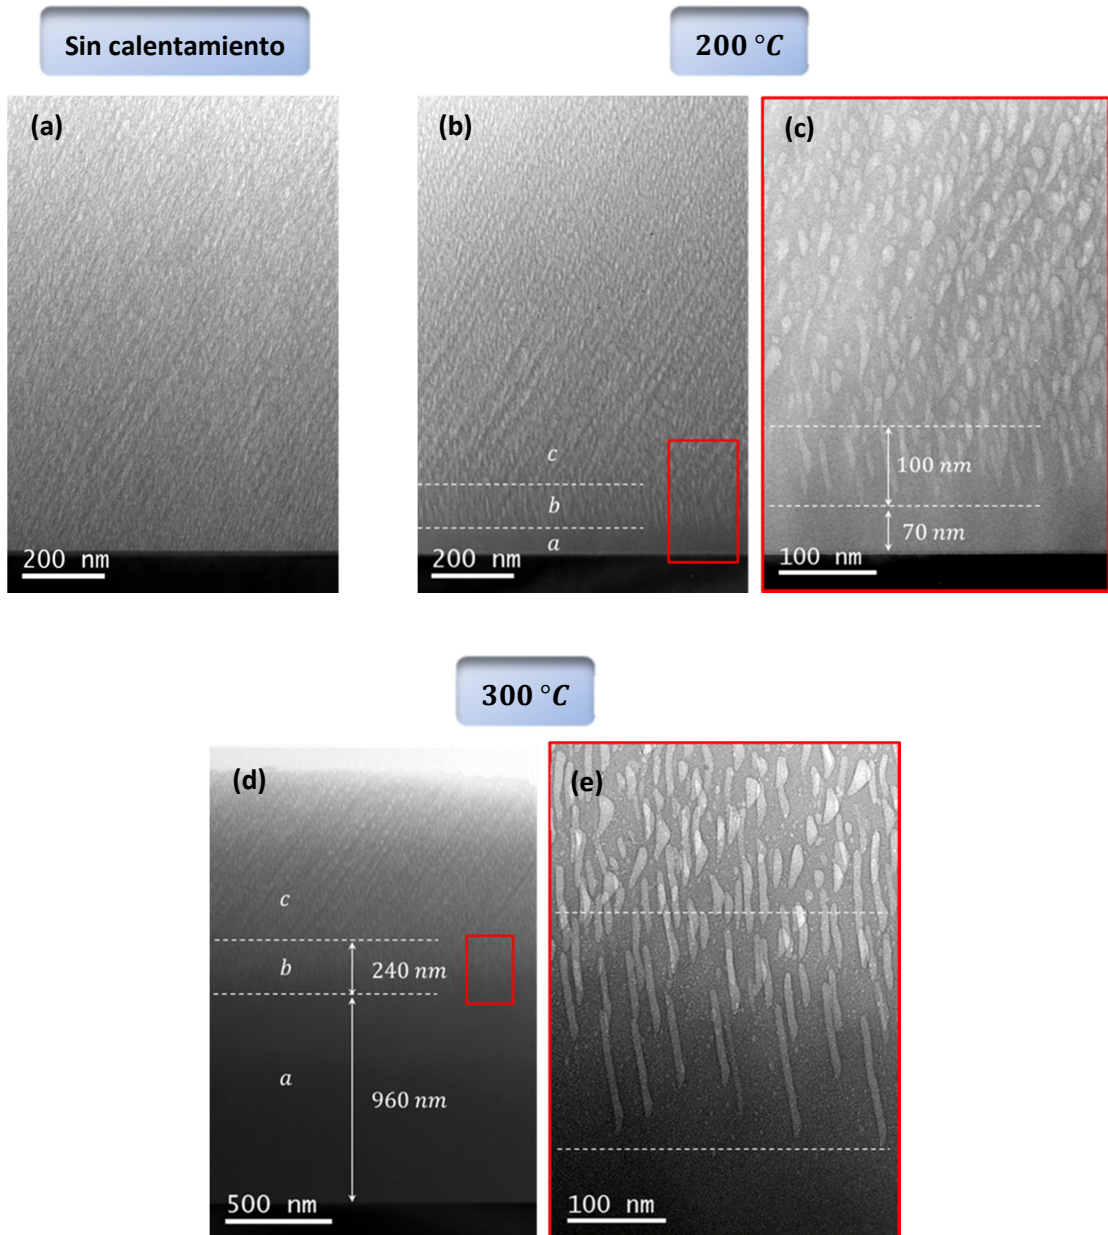 Sin calentamiento
200 °C
(a)
200 nm
(b)
c
b
a
200 nm
(c)
100 nm
70 nm
100 nm
300 °C
(d)
c
b
240 nm
a
960 nm
500 nm
(e)
100 nm